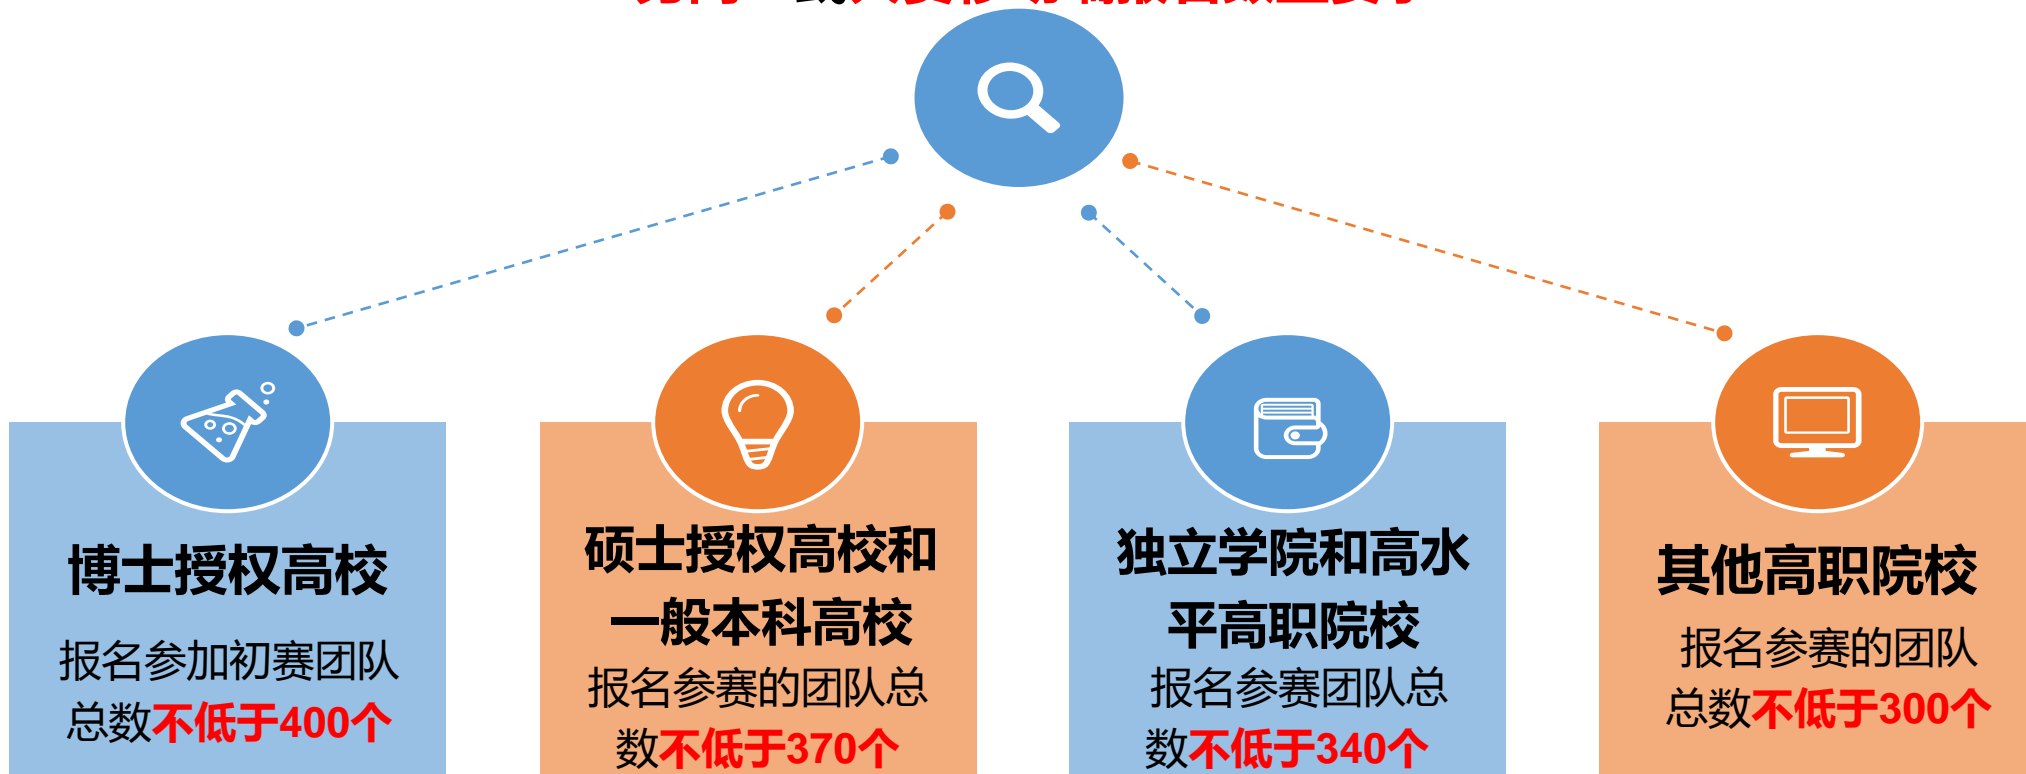 博士授权高校
报名参加初赛团队
总数不低于400个
硕士授权高校和
一般本科高校
报名参赛的团队总
数不低于370个
独立学院和高水
平高职院校
报名参赛团队总
数不低于340个
其他高职院校
报名参赛的团队
总数不低于300个